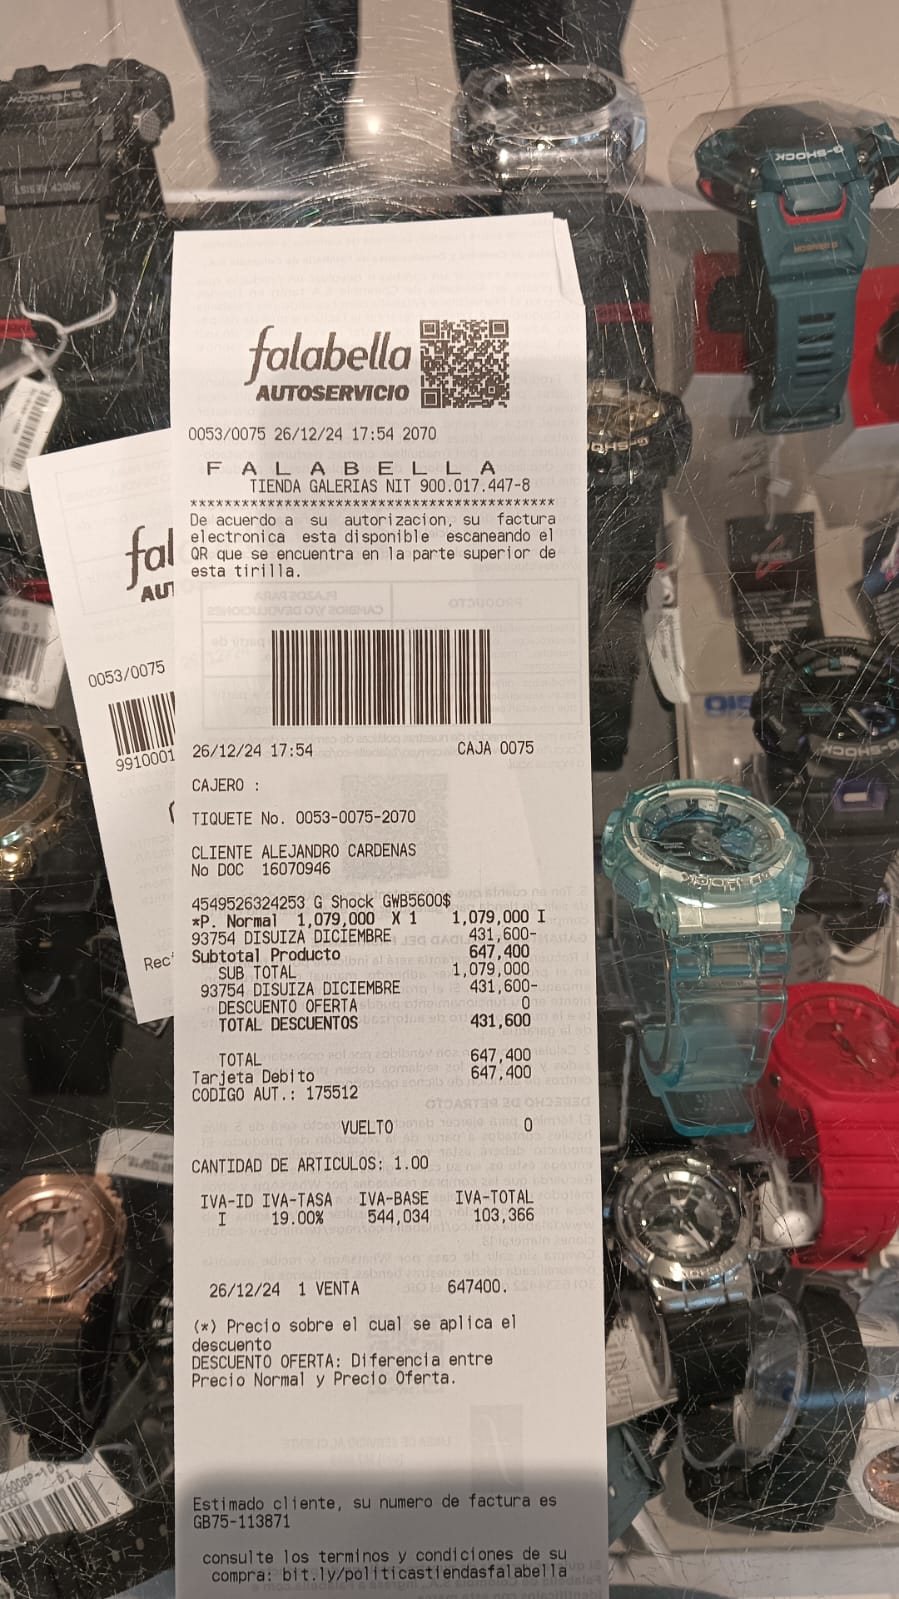 falabella
AUTOSERVICIO
0053/0075 26/12/24 17:54 2070
F A L A B E L L A
TIENDA GALERIAS NIT 900.017.447-8
****************************************
De acuerdo a su autorizacion, su factura
electronica esta disponible escaneando el
QR que se encuentra en la parte superior de
esta tirilla.
26/12/24 17:54 CAJA 0075
CAJERO :
TIQUETE No. 0053-0075-2070
CLIENTE ALEJANDRO CARDENAS
No DOC 16070946
4549526324253 G Shock GWB5600$
*P. Normal 1,079,000 X 1 1,079,000 I
93754 DISUIZA DICIEMBRE 431,600-
Subtotal Producto 647,400
SUB TOTAL 1,079,000
93754 DISUIZA DICIEMBRE 431,600-
DESCUENTO OFERTA 0
TOTAL DESCUENTOS 431,600
TOTAL 647,400
Tarjeta Debito 647,400
CODIGO AUT.: 175512
VUELTO 0
CANTIDAD DE ARTICULOS: 1.00
IVA-ID IVA-TASA IVA-BASE IVA-TOTAL
I 19.00% 544,034 103,366
26/12/24 1 VENTA 647400.
(*) Precio sobre el cual se aplica el
descuento
DESCUENTO OFERTA: Diferencia entre
Precio Normal y Precio Oferta.
Estimado cliente, su numero de factura es
GB75-113871
consulte los terminos y condiciones de su
compra: bit.ly/politicastiendasfalabella
fal
AUT
0053/0075
9910001
Rec
G-SHOCK
SHOCK RESIST
G-SHOCK
CASIO
G-SHOCK